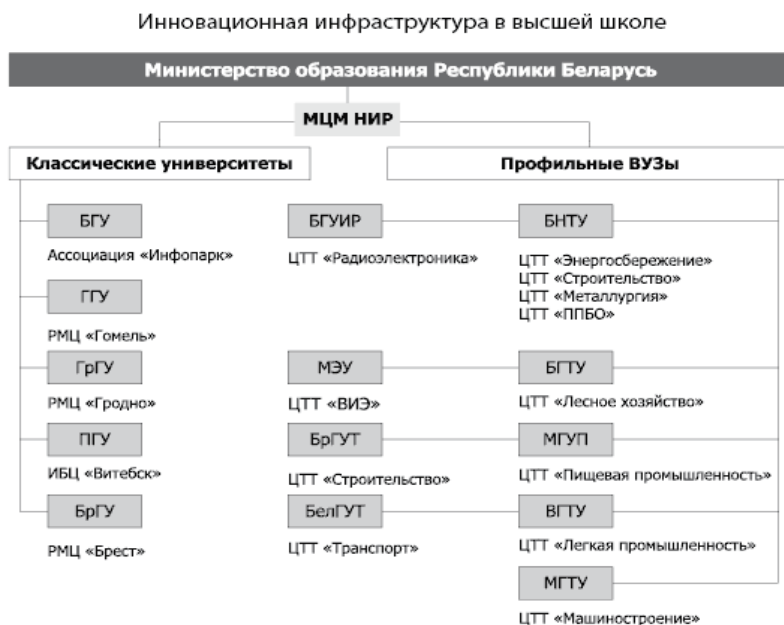 Инновационная инфраструктура в высшей школе
Министерство образования Республики Беларусь
МЦМ НИР
Классические университеты
Профильные ВУЗы
БГУ
Ассоциация «Инфопарк»
ГГУ
РМЦ «Гомель»
ГрГУ
РМЦ «Гродно»
ПГУ
ИБЦ «Витебск»
БрГУ
РМЦ «Брест»
БГУИР
ЦТТ «Радиоэлектроника»
МЭУ
ЦТТ «ВИЭ»
БрГУТ
ЦТТ «Строительство»
БелГУТ
ЦТТ «Транспорт»
БНТУ
ЦТТ «Энергосбережение»
ЦТТ «Строительство»
ЦТТ «Металлургия»
ЦТТ «ППБО»
БГТУ
ЦТТ «Лесное хозяйство»
МГУП
ЦТТ «Пищевая промышленность»
ВГТУ
ЦТТ «Легкая промышленность»
МГТУ
ЦТТ «Машиностроение»